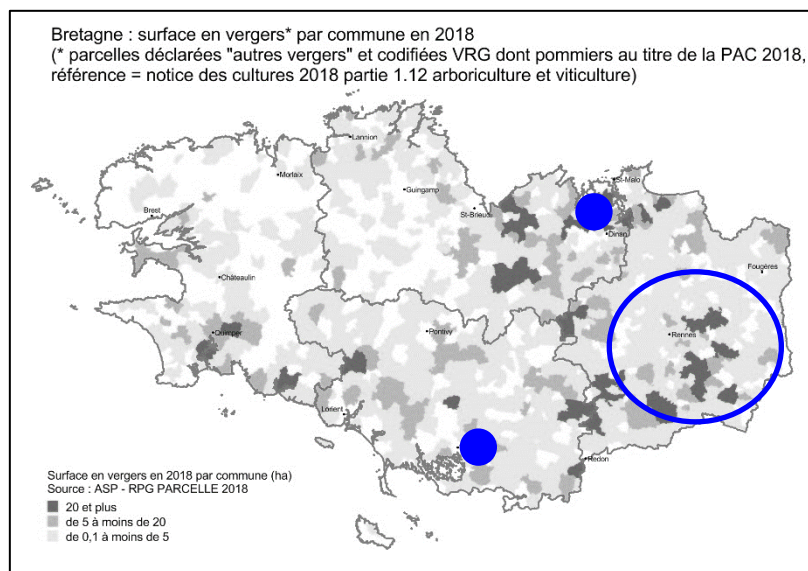 Bretagne : surface en vergers* par commune en 2018
(* parcelles déclarées "autres vergers" et codifiées VRG dont pommiers au titre de la PAC 2018,
référence = notice des cultures 2018 partie 1.12 arboriculture et viticulture)
Lannion
Morlaix
St-Malo
Guingamp
Brest
St-Brieuc
Dinan
Fougères
Châteaulin
Quimper
Pontivy
Rennes
Lorient
Redon
Surface en vergers en 2018 par commune (ha)
Source : ASP - RPG PARCELLE 2018
20 et plus
de 5 à moins de 20
de 0,1 à moins de 5